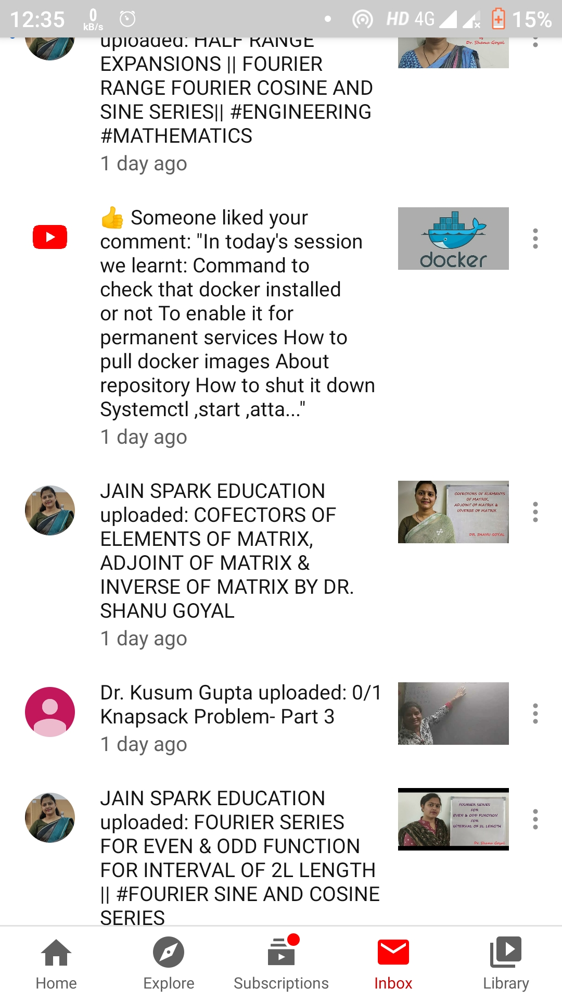 12:35
0
kB/s
HD 4G
15%
uploaded: HALF RANGE
EXPANSIONS || FOURIER
RANGE FOURIER COSINE AND
SINE SERIES|| #ENGINEERING
#MATHEMATICS
1 day ago
by
Dr. Shanu Goyal
👍 Someone liked your
comment: "In today's session
we learnt: Command to
check that docker installed
or not To enable it for
permanent services How to
pull docker images About
repository How to shut it down
Systemctl ,start ,atta..."
1 day ago
docker
JAIN SPARK EDUCATION
uploaded: COFECTORS OF
ELEMENTS OF MATRIX,
ADJOINT OF MATRIX &
INVERSE OF MATRIX BY DR.
SHANU GOYAL
1 day ago
COFECTORS OF ELEMENTS
OF MATRIX,
ADJOINT OF MATRIX &
INVERSE OF MATRIX
DR. SHANU GOYAL
Dr. Kusum Gupta uploaded: 0/1
Knapsack Problem- Part 3
1 day ago
JAIN SPARK EDUCATION
uploaded: FOURIER SERIES
FOR EVEN & ODD FUNCTION
FOR INTERVAL OF 2L LENGTH
|| #FOURIER SINE AND COSINE
SERIES
FOURIER SERIES
FOR
EVEN & ODD FUNCTION
FOR
INTERVAL OF 2L LENGTH
Dr. Shanu Goyal
Home
Explore
Subscriptions
Inbox
Library